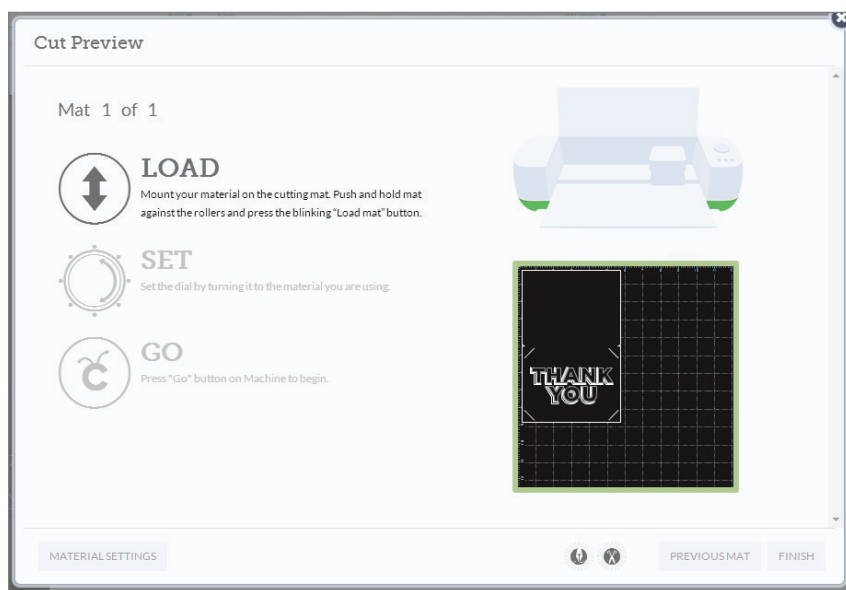 Cut Preview
Mat 1 of 1
LOAD
Mount your material on the cutting mat. Push and hold mat
against the rollers and press the blinking "Load mat" button.
SET
Set the dial by turning it to the material you are using.
GO
Press "Go" button on Machine to begin.
THANK
YOU
MATERIAL SETTINGS
PREVIOUS MAT
FINISH